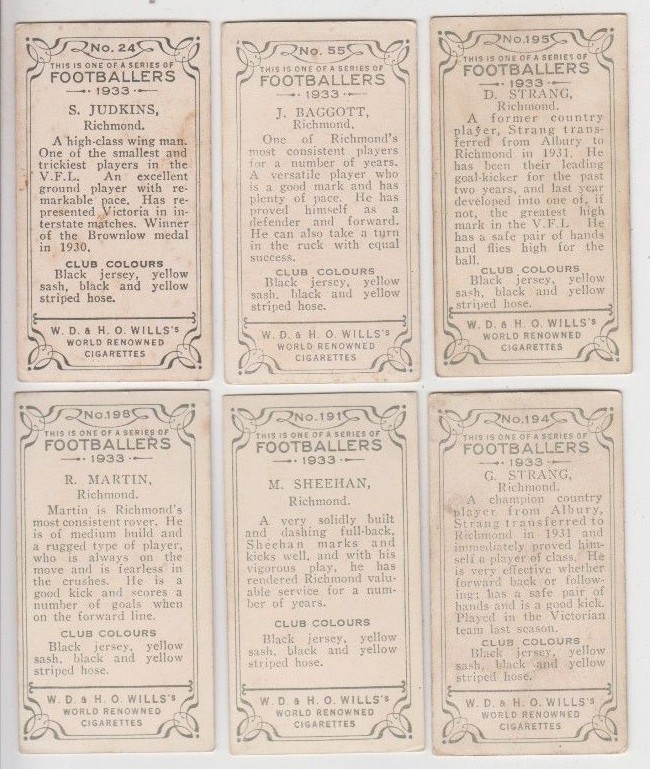 No. 24
THIS IS ONE OF A SERIES OF
FOOTBALLERS
1933
S. JUDKINS,
Richmond.
A high-class wing man.
One of the smallest and
trickiest players in the
V.F.L. An excellent
ground player with re-
markable pace. Has re-
presented Victoria in in-
terstate matches. Winner
of the Brownlow medal
in 1930.
CLUB COLOURS
Black jersey, yellow
sash, black and yellow
striped hose.
W. D. & H. O. WILLS's
WORLD RENOWNED
CIGARETTES
No. 55
THIS IS ONE OF A SERIES OF
FOOTBALLERS
1933
J. BAGGOTT,
Richmond.
One of Richmond's
most consistent players
for a number of years.
A versatile player who
is a good mark and has
plenty of pace. He has
proved himself as a
defender and forward.
He can also take a turn
in the ruck with equal
success.
CLUB COLOURS
Black jersey, yellow
sash, black and yellow
striped hose.
W. D. & H. O. WILLS's
WORLD RENOWNED
CIGARETTES
No. 195
THIS IS ONE OF A SERIES OF
FOOTBALLERS
1933
D. STRANG,
Richmond.
A former country
player, Strang trans-
ferred from Albury to
Richmond in 1931. He
has been their leading
goal-kicker for the past
two years, and last year
developed into one of, if
not, the greatest high
mark in the V.F.L He
has a safe pair of hands
and flies high for the
ball.
CLUB COLOURS
Black jersey, yellow
sash, black and yellow
striped hose.
W. D. & H. O. WILLS's
WORLD RENOWNED
CIGARETTES
No. 198
THIS IS ONE OF A SERIES OF
FOOTBALLERS
1933
R. MARTIN,
Richmond.
Martin is Richmond's
most consistent rover. He
is of medium build and
a rugged type of player,
who is always on the
move and is fearless in
the crushes. He is a
good kick and scores a
number of goals when
on the forward line.
CLUB COLOURS
Black jersey, yellow
sash, black and yellow
striped hose.
W. D. & H. O. WILLS's
WORLD RENOWNED
CIGARETTES
No. 191
THIS IS ONE OF A SERIES OF
FOOTBALLERS
1933
M. SHEEHAN,
Richmond.
A very solidly built
and dashing full-back,
Sheehan marks and
kicks well, and with his
vigorous play, he has
rendered Richmond valu-
able service for a num-
ber of years.
CLUB COLOURS
Black jersey, yellow
sash, black and yellow
striped hose.
W. D. & H. O. WILLS's
WORLD RENOWNED
CIGARETTES
No. 194
THIS IS ONE OF A SERIES OF
FOOTBALLERS
1933
G. STRANG,
Richmond.
A champion country
player from Albury,
Strang transferred to
Richmond in 1931 and
immediately proved him-
self a player of class. He
is very effective whether
forward back or follow-
ing; has a safe pair of
hands and is a good kick.
Played in the Victorian
team last season.
CLUB COLOURS
Black jersey, yellow
sash, black and yellow
striped hose.
W. D. & H. O. WILLS's
WORLD RENOWNED
CIGARETTES